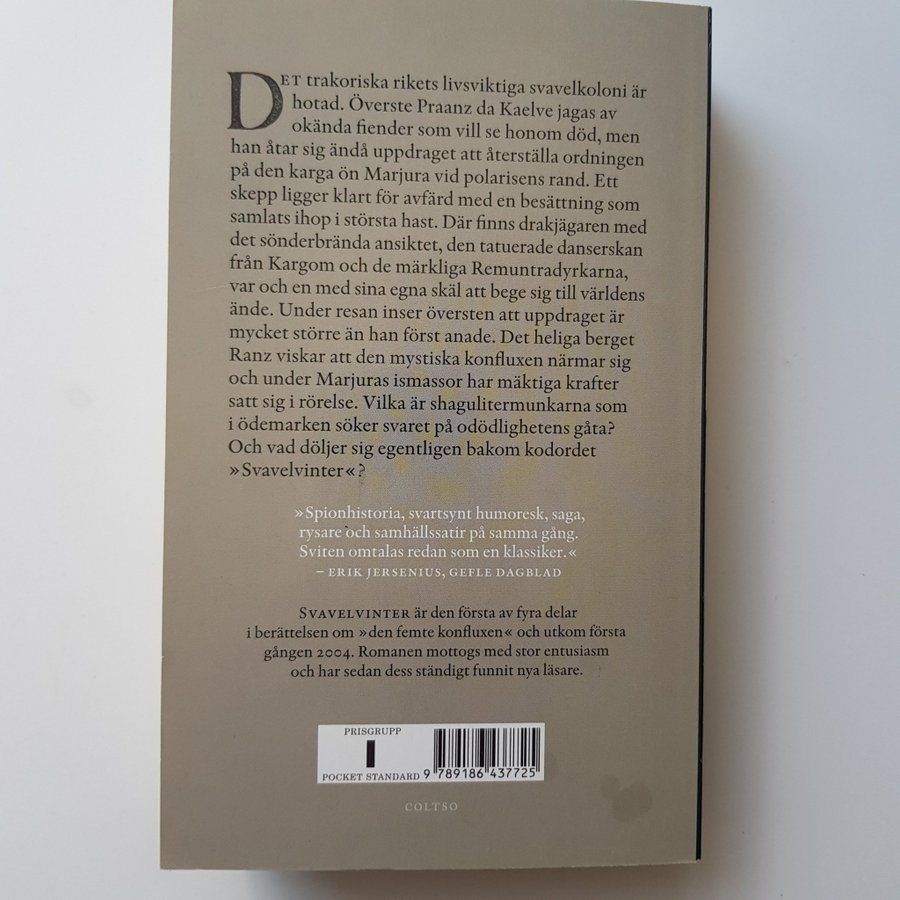 DET trakoriska rikets livsviktiga svavelkoloni är
hotad. Överste Praanz da Kaelve jagas av
okända fiender som vill se honom död, men
han åtar sig ändå uppdraget att återställa ordningen
på den karga ön Marjura vid polarisens rand. Ett
skepp ligger klart för avfärd med en besättning som
samlats ihop i största hast. Där finns drakjägaren med
det sönderbrända ansiktet, den tatuerade danserskan
från Kargom och de märkliga Remuntradyrkarna,
var och en med sina egna skäl att bege sig till världens
ände. Under resan inser översten att uppdraget är
mycket större än han först anade. Det heliga berget
Ranz viskar att den mystiska konfluxen närmar sig
och under Marjuras ismassor har mäktiga krafter
satt sig i rörelse. Vilka är shagulitermunkarna som
i ödemarken söker svaret på odödlighetens gåta?
Och vad döljer sig egentligen bakom kodordet
»Svavelvinter«?
»Spionhistoria, svartsynt humoresk, saga,
rysare och samhällssatir på samma gång.
Sviten omtalas redan som en klassiker.«
– ERIK JERSENIUS, GEFLE DAGBLAD
SVAVELVINTER är den första av fyra delar
i berättelsen om »den femte konfluxen« och utkom första
gången 2004. Romanen mottogs med stor entusiasm
och har sedan dess ständigt funnit nya läsare.
PRISGRUPP
I
POCKET STANDARD
9 789186 437725
COLTSO